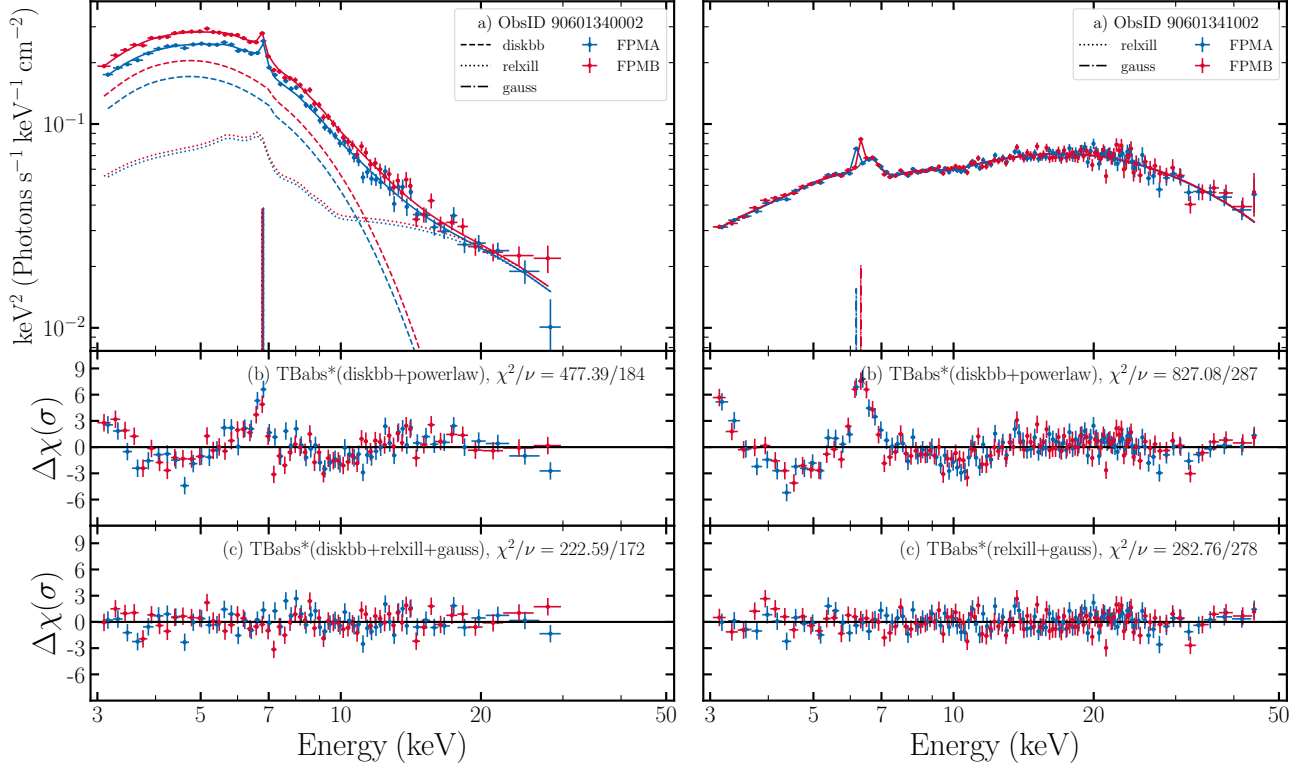 a) ObsID 90601340002
diskbb
relxill
gauss
FPMA
FPMB
keV² (Photons s⁻¹ keV⁻¹ cm⁻²)
10⁻¹
10⁻²
(b) TBabs*(diskbb+powerlaw), χ²/ν = 477.39/184
Δχ(σ)
9
6
3
0
-3
-6
(c) TBabs*(diskbb+relxill+gauss), χ²/ν = 222.59/172
Δχ(σ)
9
6
3
0
-3
-6
3 5 7 10 20 50
Energy (keV)
a) ObsID 90601341002
relxill
gauss
FPMA
FPMB
(b) TBabs*(diskbb+powerlaw), χ²/ν = 827.08/287
(c) TBabs*(relxill+gauss), χ²/ν = 282.76/278
3 5 7 10 20 50
Energy (keV)